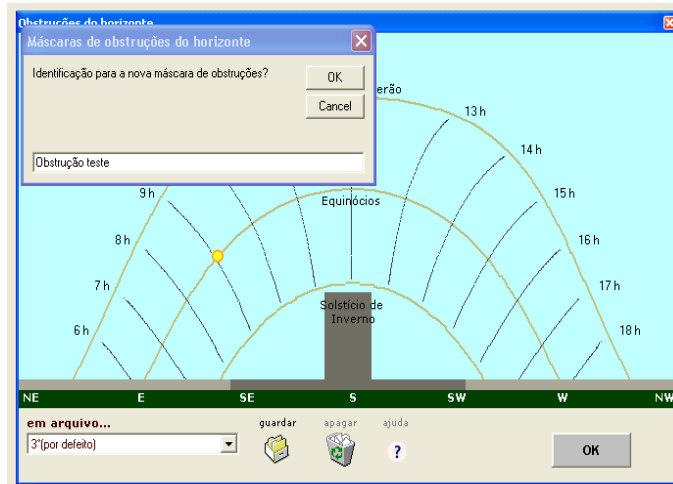 Obstruções do horizonte
Máscaras de obstruções do horizonte
Identificação para a nova máscara de obstruções?
OK
Cancel
Obstrução teste
erão
13 h
14 h
15 h
16 h
17 h
18 h
9 h
8 h
7 h
6 h
Equinócios
Solstício de
Inverno
NE E SE S SW W NW
em arquivo...
3°(por defeito)
guardar apagar ajuda
?
OK